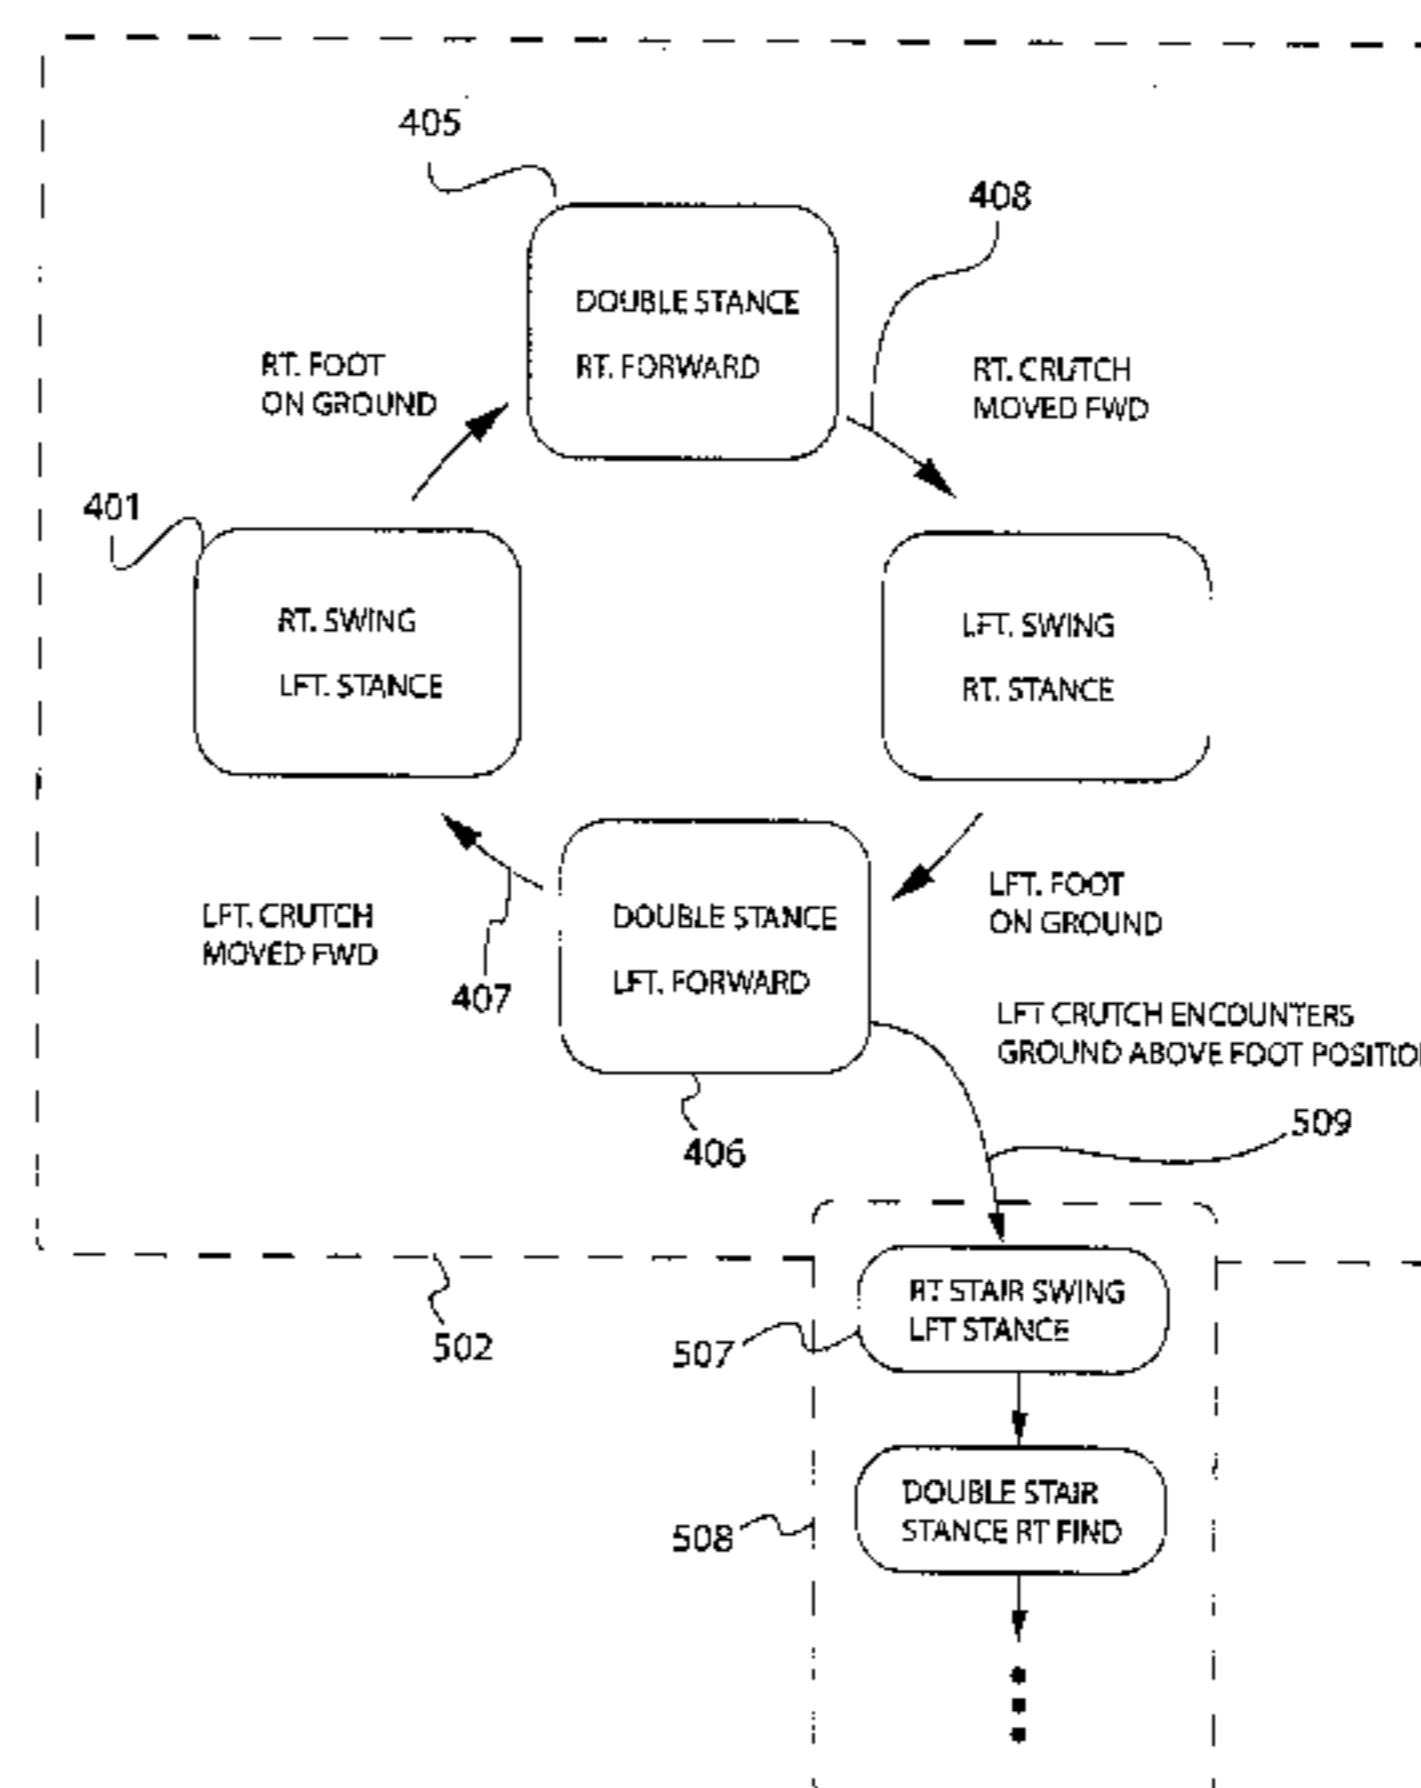 405
408
DOUBLE STANCE
RT. FORWARD
RT. FOOT
ON GROUND
RT. CRUTCH
MOVED FWD
401
RT. SWING
LFT. STANCE
LFT. SWING
RT. STANCE
LFT. CRUTCH
MOVED FWD
407
DOUBLE STANCE
LFT. FORWARD
LFT. FOOT
ON GROUND
406
LFT CRUTCH ENCOUNTERS
GROUND ABOVE FOOT
509
502
507
RT STAIR SWING
LFT STANCE
508
DOUBLE STAIR
STANCE RT FIND